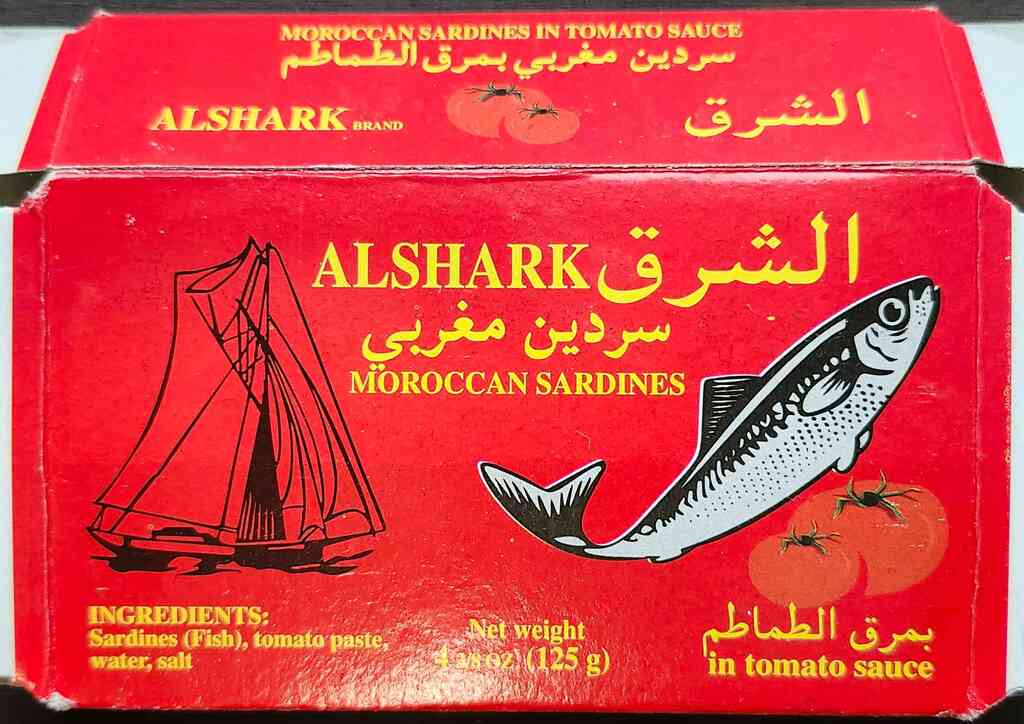 MOROCCAN SARDINES IN TOMATO SAUCE
سردين مغربي بمرق الطماطم
ALSHARK BRAND
الشرق
ALSHARK الشرق
سردين مغربي
MOROCCAN SARDINES
INGREDIENTS:
Sardines (Fish), tomato paste,
water, salt
Net weight
4 3/8 OZ (125 g)
بمرق الطماطم
in tomato sauce